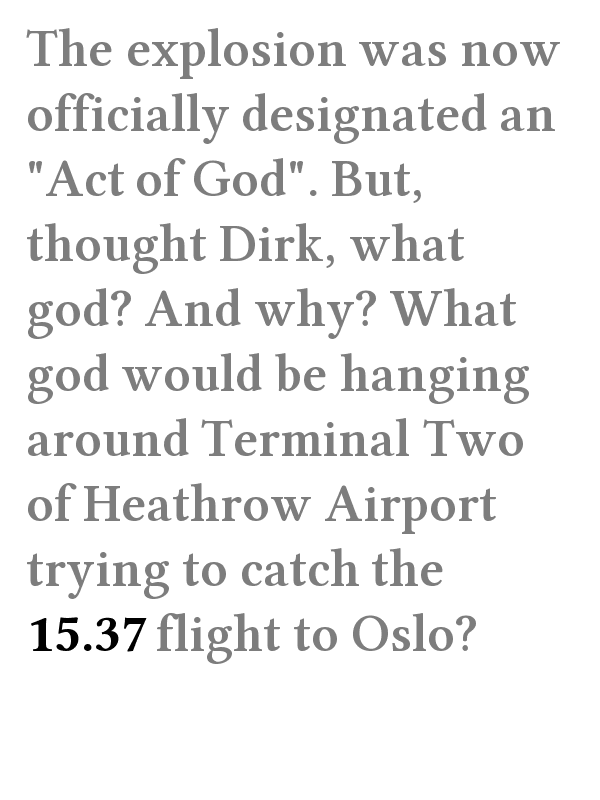 The explosion was now
officially designated an
"Act of God". But,
thought Dirk, what
god? And why? What
god would be hanging
around Terminal Two
of Heathrow Airport
trying to catch the
15.37 flight to Oslo?